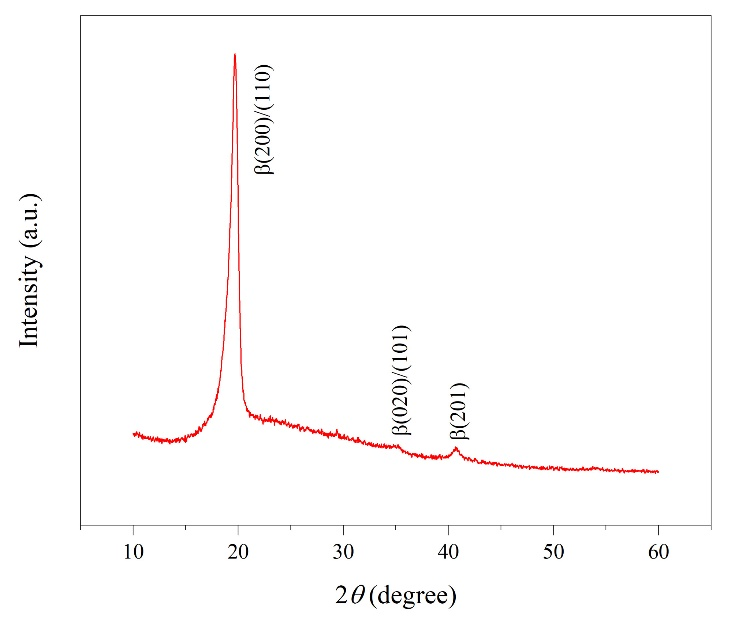 β(200)/(110)
β(020)/(101)
β(201)
Intensity (a.u.)
10 20 30 40 50 60
2θ (degree)